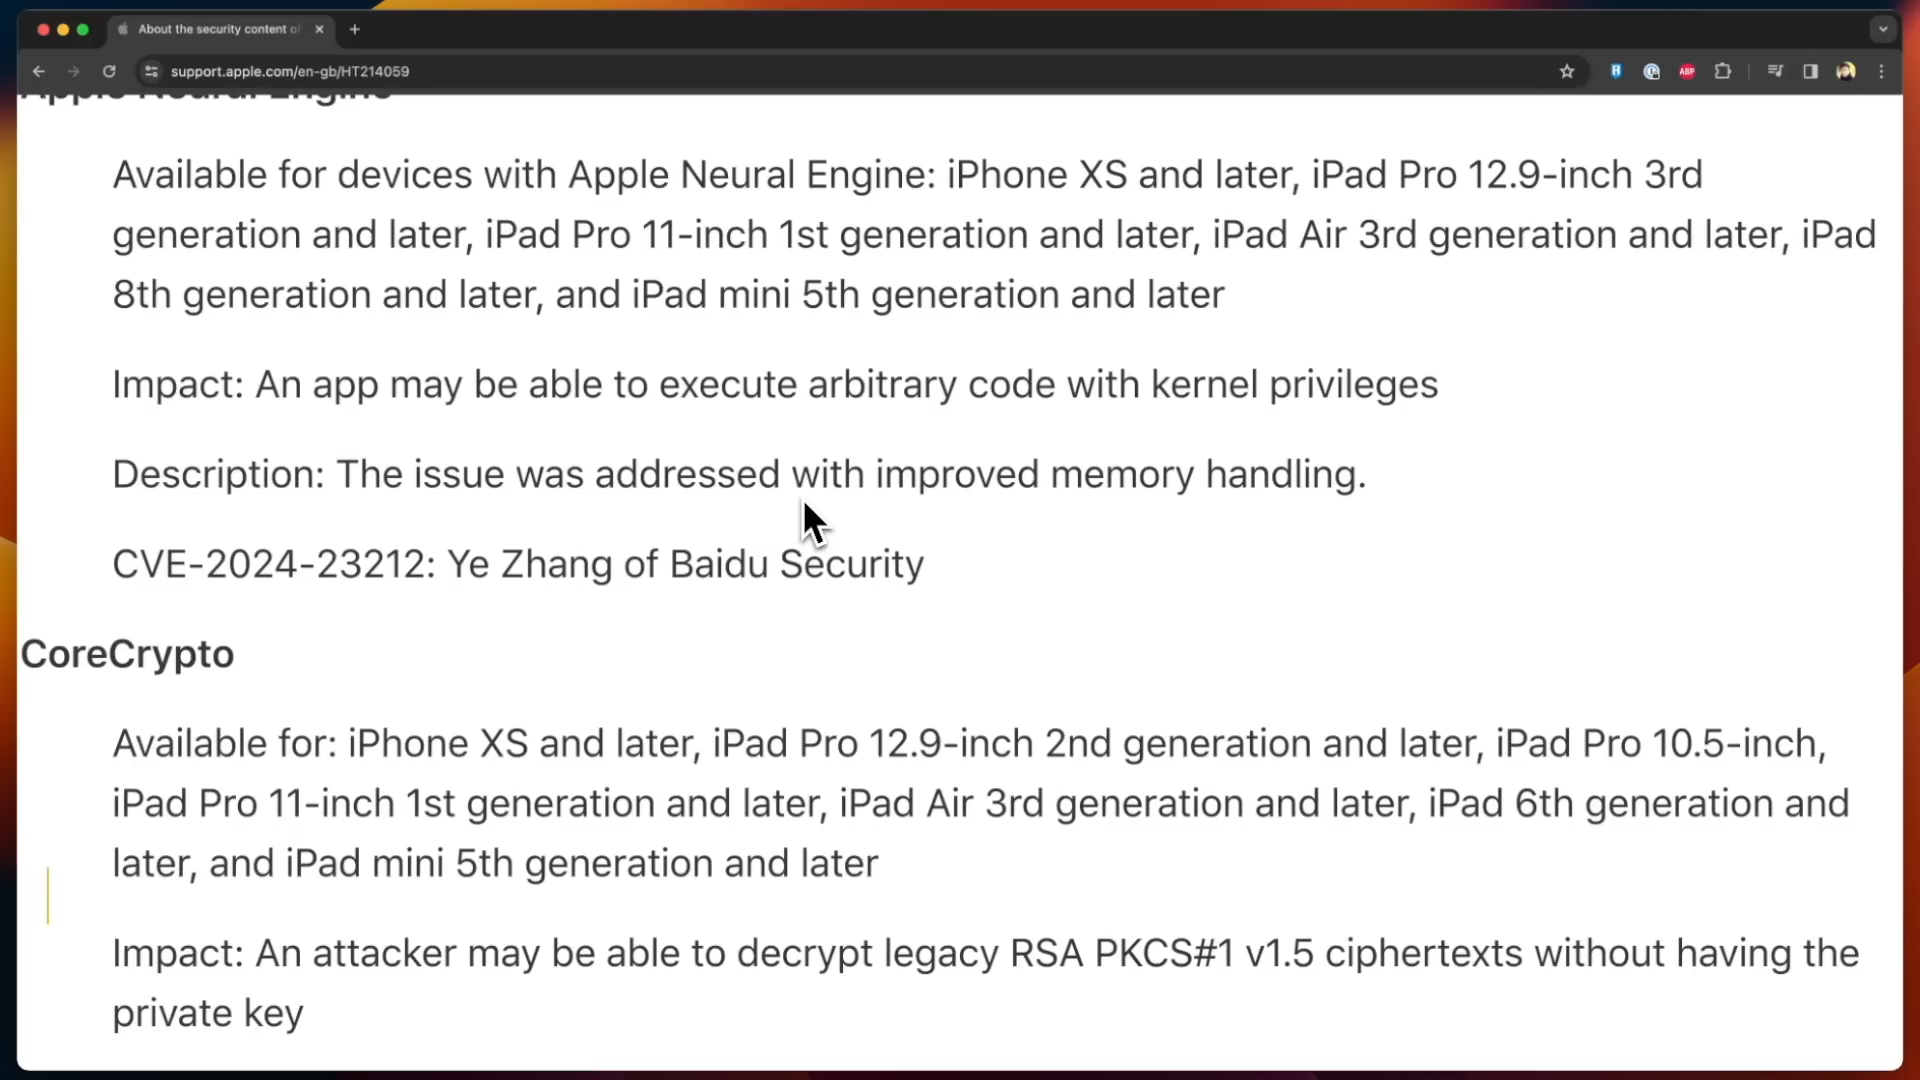 About the security content of
support.apple.com/en-gb/HT214059
ABP
Apple Neural Engine
Available for devices with Apple Neural Engine: iPhone XS and later, iPad Pro 12.9-inch 3rd
generation and later, iPad Pro 11-inch 1st generation and later, iPad Air 3rd generation and later, iPad
8th generation and later, and iPad mini 5th generation and later
Impact: An app may be able to execute arbitrary code with kernel privileges
Description: The issue was addressed with improved memory handling.
CVE-2024-23212: Ye Zhang of Baidu Security
CoreCrypto
Available for: iPhone XS and later, iPad Pro 12.9-inch 2nd generation and later, iPad Pro 10.5-inch,
iPad Pro 11-inch 1st generation and later, iPad Air 3rd generation and later, iPad 6th generation and
later, and iPad mini 5th generation and later
Impact: An attacker may be able to decrypt legacy RSA PKCS#1 v1.5 ciphertexts without having the
private key